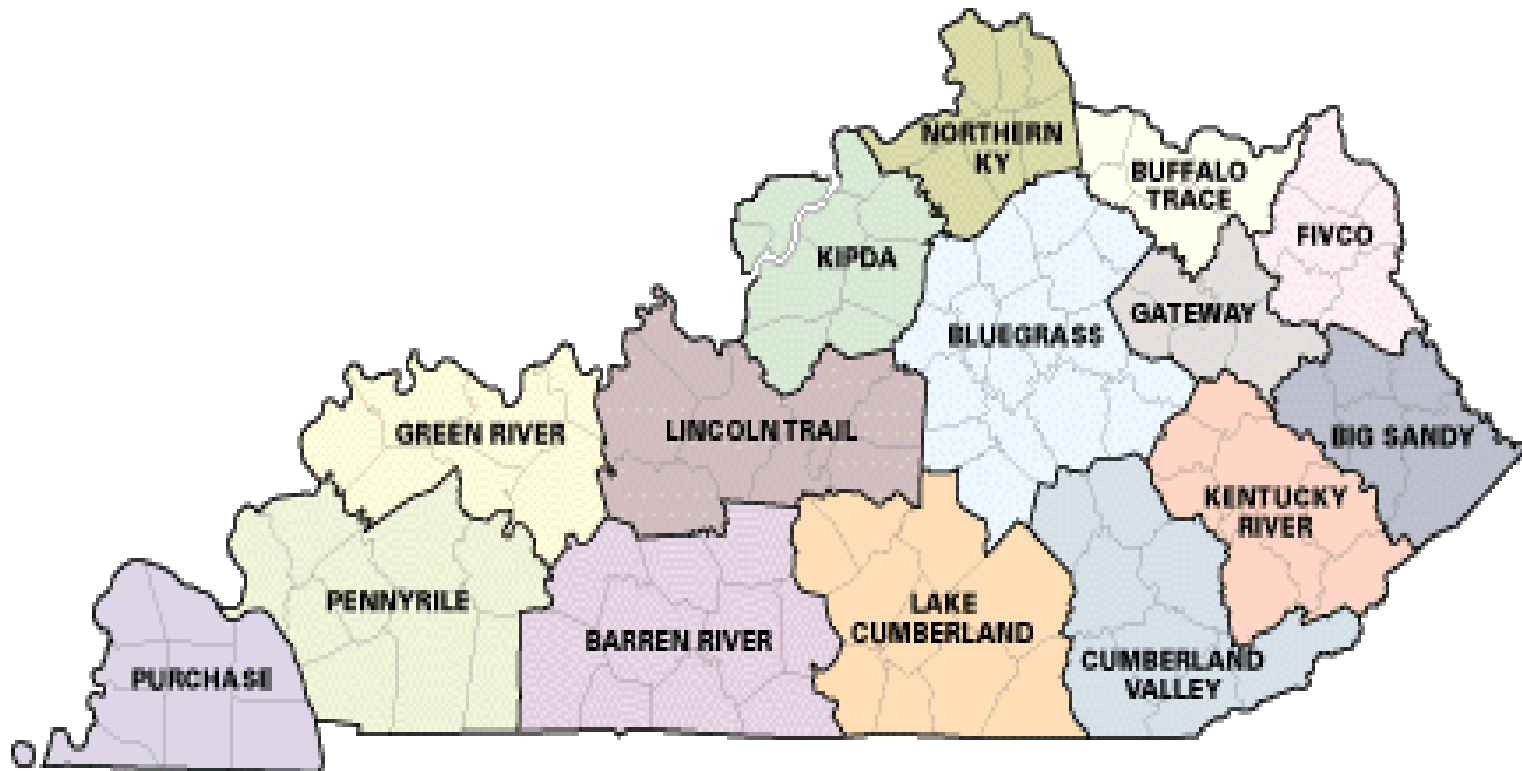 NORTHERN
KY
BUFFALO
TRACE
FIVCO
KIPDA
GATEWAY
BLUEGRASS
GREEN RIVER
LINCOLN TRAIL
BIG SANDY
KENTUCKY
RIVER
PENNYRILE
LAKE
CUMBERLAND
BARREN RIVER
CUMBERLAND
VALLEY
PURCHASE